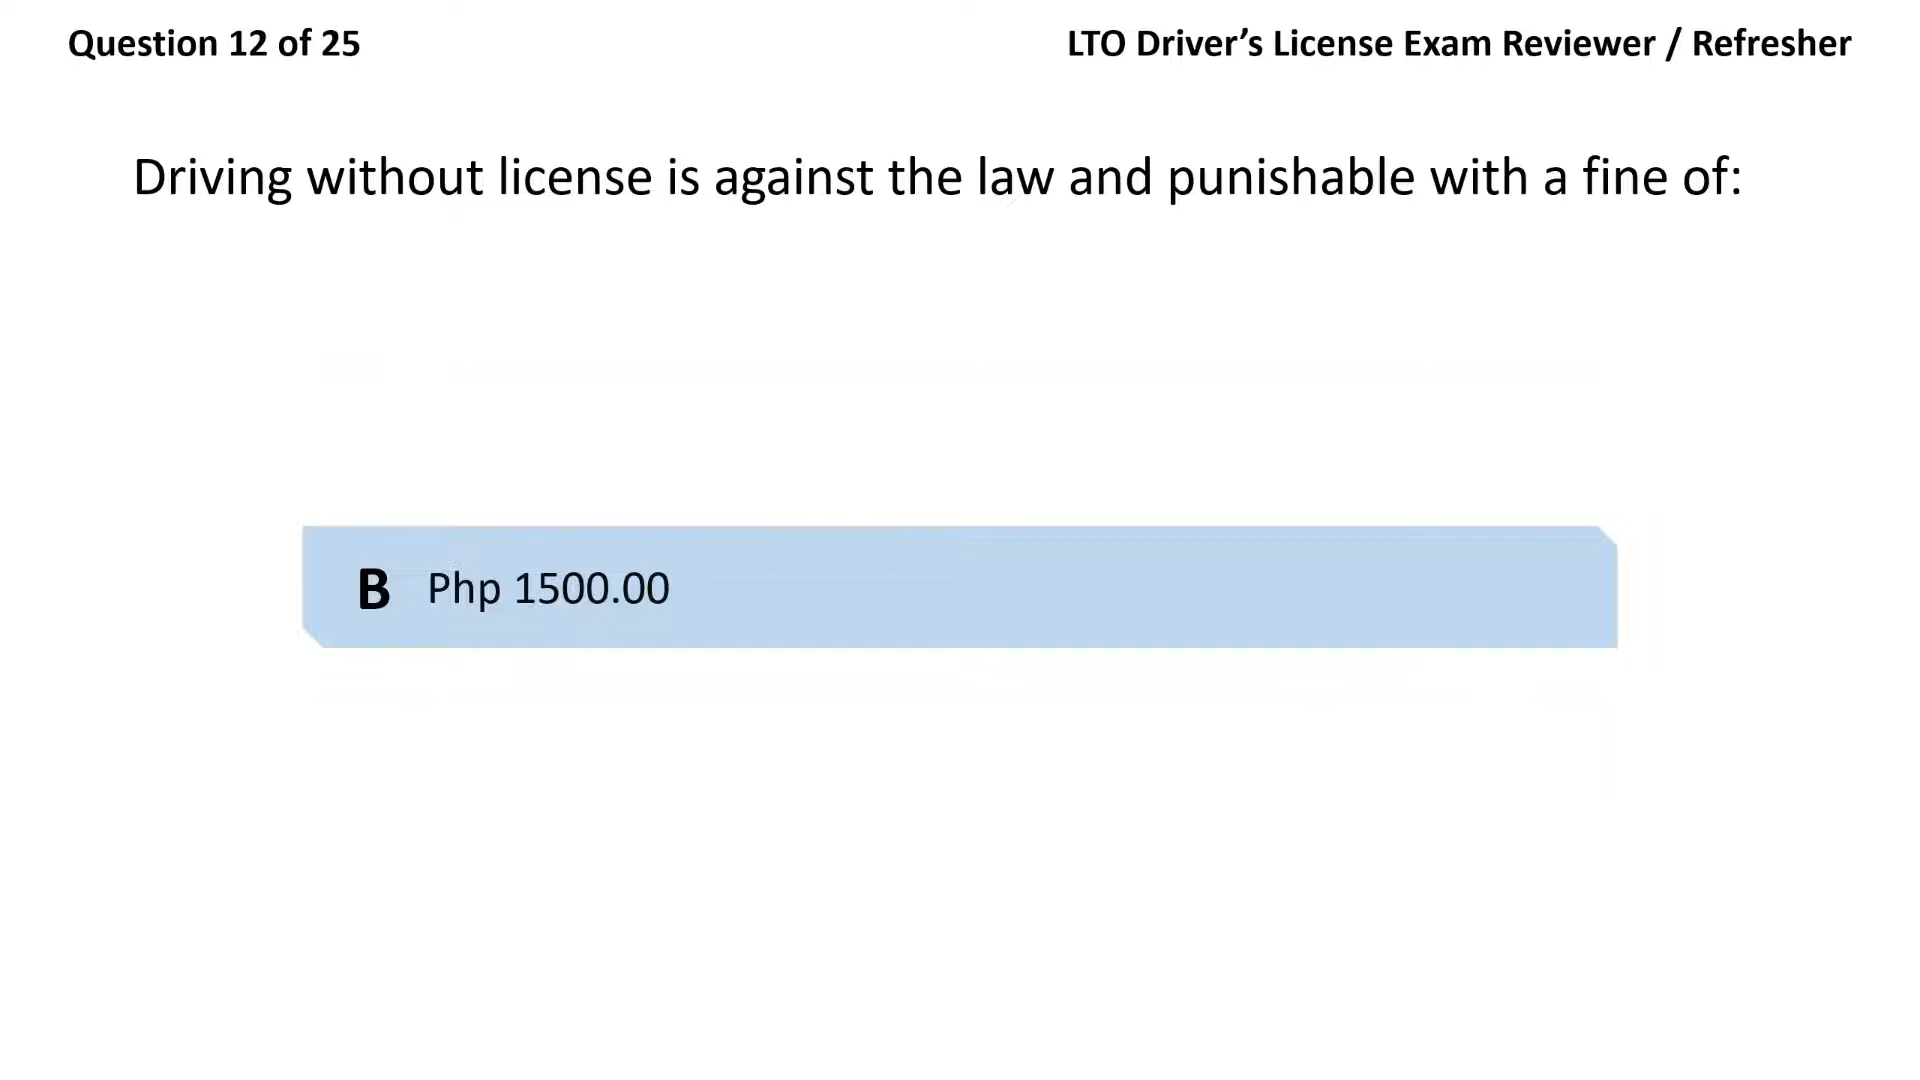 Question 12 of 25
LTO Driver’s License Exam Reviewer / Refresher
Driving without license is against the law and punishable with a fine of:
B Php 1500.00